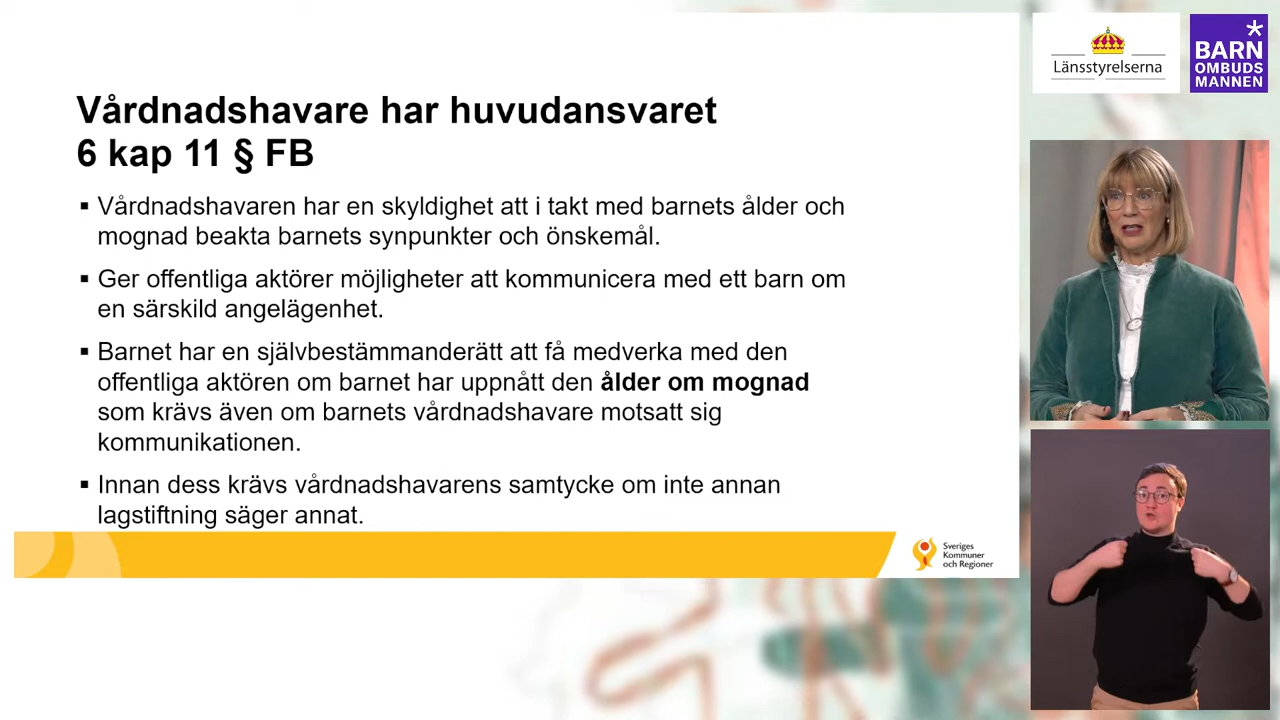 Vårdnadshavare har huvudansvaret
6 kap 11 § FB
▪ Vårdnadshavaren har en skyldighet att i takt med barnets ålder och
mognad beakta barnets synpunkter och önskemål.
▪ Ger offentliga aktörer möjligheter att kommunicera med ett barn om
en särskild angelägenhet.
▪ Barnet har en självbestämmanderätt att få medverka med den
offentliga aktören om barnet har uppnått den ålder om mognad
som krävs även om barnets vårdnadshavare motsatt sig
kommunikationen.
▪ Innan dess krävs vårdnadshavarens samtycke om inte annan
lagstiftning säger annat.
Sveriges
Kommuner
och Regioner
Länsstyrelserna
BARN
OMBUDS
MANNEN